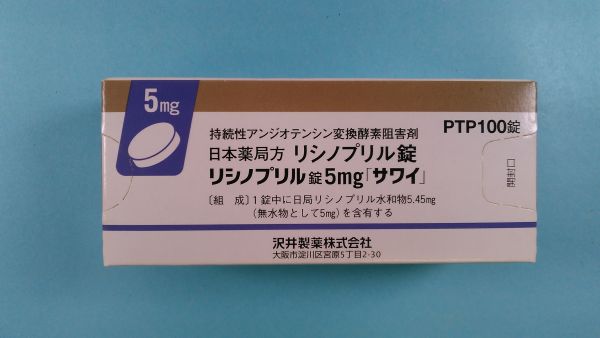 5mg
持続性アンジオテンシン変換酵素阻害剤
PTP100錠
日本薬局方 リシノプリル錠
リシノプリル錠5mg「サワイ」
開封口
〔組 成〕1錠中に日局リシノプリル水和物5.45mg
(無水物として5mg)を含有する
沢井製薬株式会社
大阪市淀川区宮原5丁目2-30